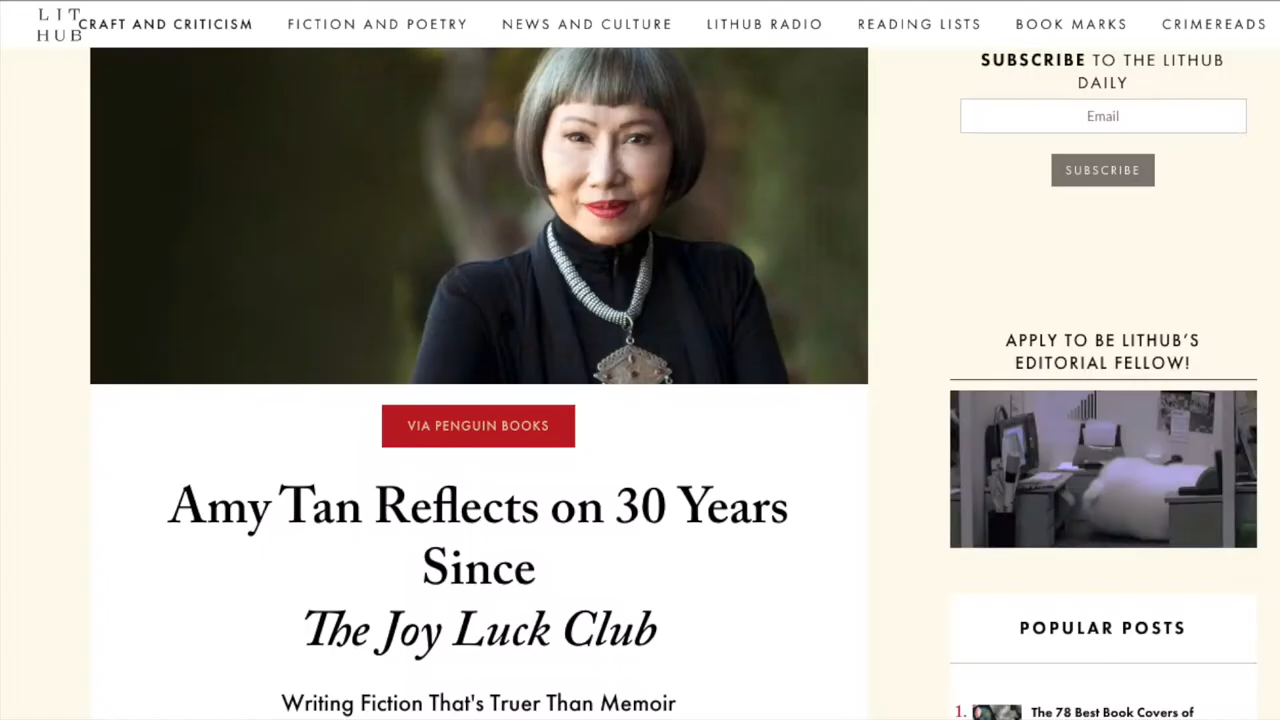 LIT
HUB
CRAFT AND CRITICISM
FICTION AND POETRY
NEWS AND CULTURE
LITHUB RADIO
READING LISTS
BOOK MARKS
CRIMEREADS
VIA PENGUIN BOOKS
Amy Tan Reflects on 30 Years
Since
The Joy Luck Club
Writing Fiction That's Truer Than Memoir
SUBSCRIBE TO THE LITHUB
DAILY
Email
SUBSCRIBE
APPLY TO BE LITHUB'S
EDITORIAL FELLOW!
POPULAR POSTS
1. The 78 Best Book Covers of